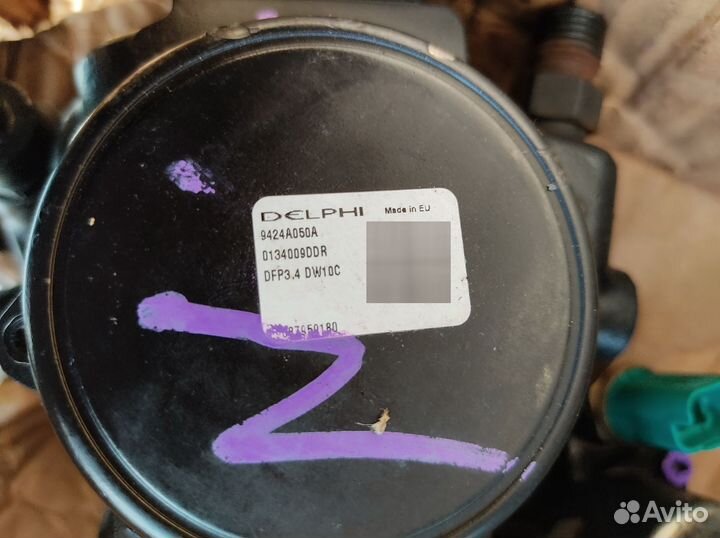 DELPHI Made in EU
9424A050A
0134009DDR
DFP3.4 DW10C
Avito